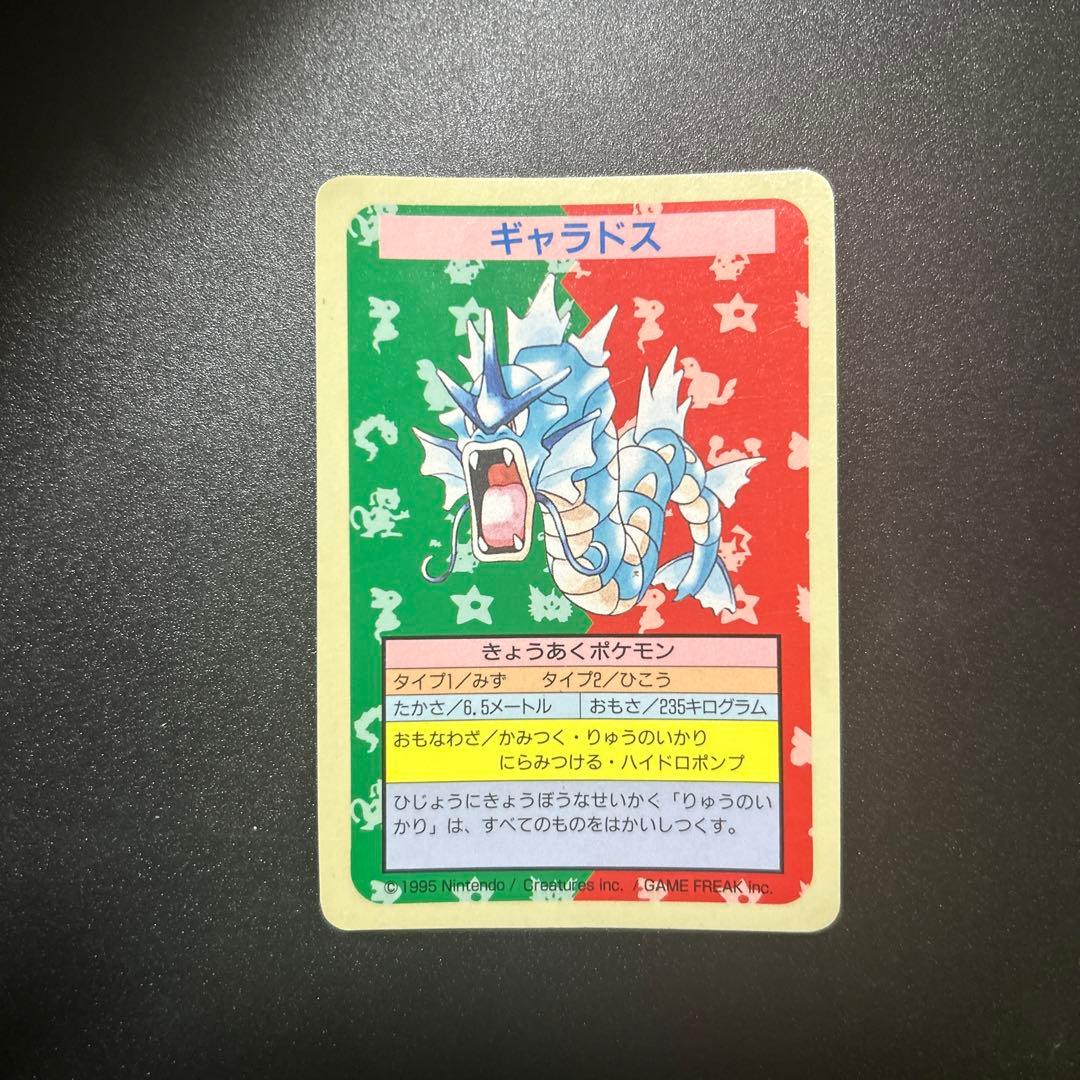 ギャラドス
きょうあくポケモン
タイプ1／みず　タイプ2／ひこう
たかさ／6.5メートル　おもさ／235キログラム
おもなわざ／かみつく・りゅうのいかり
にらみつける・ハイドロポンプ
ひじょうにきょうぼうなせいかく「りゅうのい
かり」は、すべてのものをはかいしつくす。
© 1995 Nintendo / Creatures inc. / GAME FREAK inc.